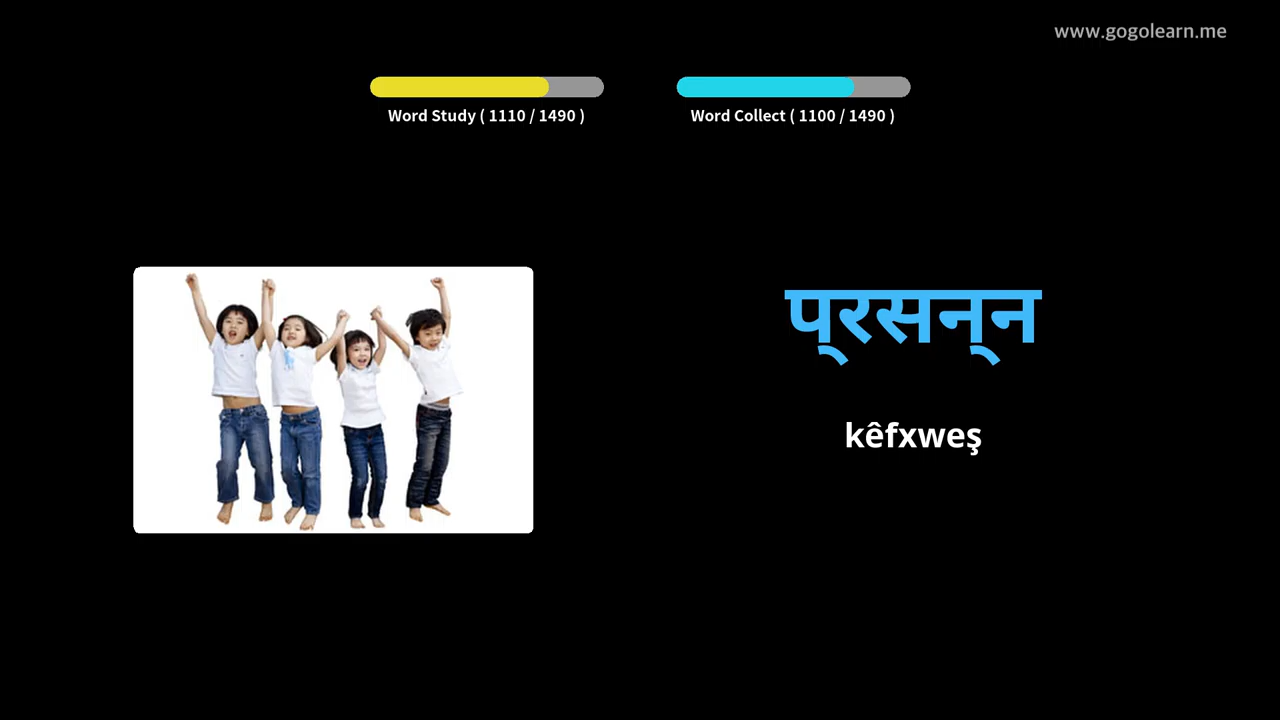 www.gogolearn.me
Word Study ( 1110 / 1490 )
Word Collect ( 1100 / 1490 )
प्रसन्न
kêfxweş